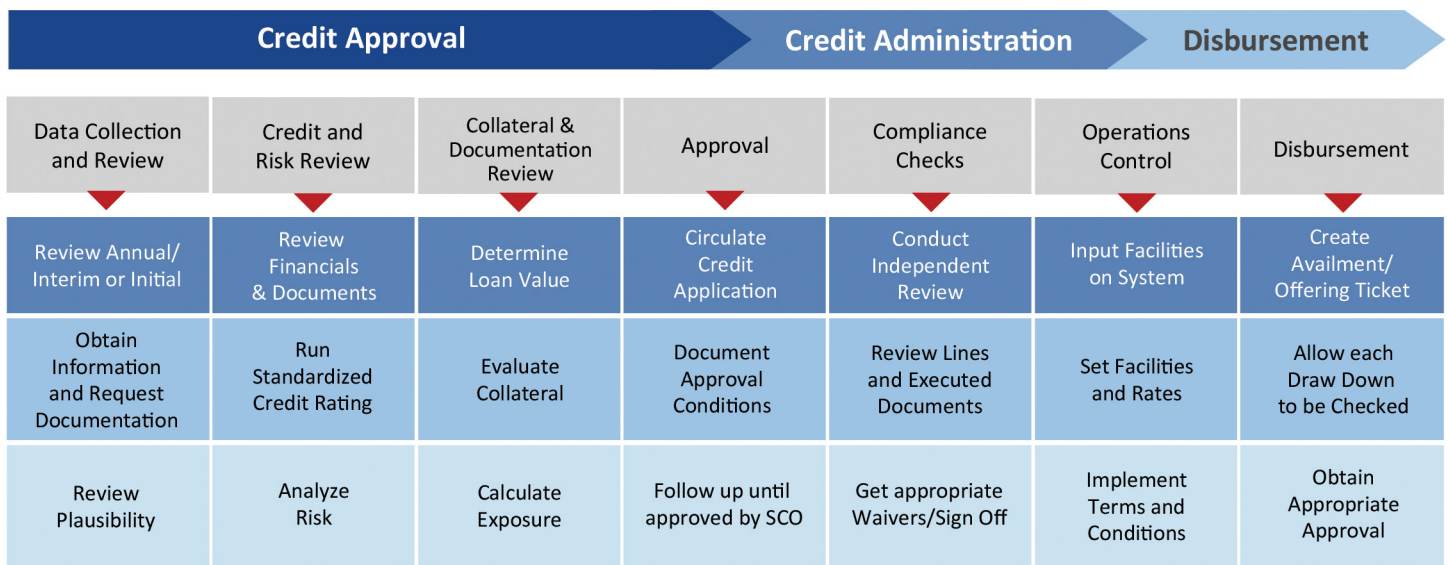 Credit Approval
Credit Administration
Disbursement
Data Collection
and Review
Credit and
Risk Review
Collateral &
Documentation
Review
Approval
Compliance
Checks
Operations
Control
Disbursement
Review Annual/
Interim or Initial
Review
Financials
& Documents
Determine
Loan Value
Circulate
Credit
Application
Conduct
Independent
Review
Input Facilities
on System
Create
Availment/
Offering Ticket
Obtain
Information
and Request
Documentation
Run
Standardized
Credit Rating
Evaluate
Collateral
Document
Approval
Conditions
Review Lines
and Executed
Documents
Set Facilities
and Rates
Allow each
Draw Down
to be Checked
Review
Plausibility
Analyze
Risk
Calculate
Exposure
Follow up until
approved by SCO
Get appropriate
Waivers/Sign Off
Implement
Terms and
Conditions
Obtain
Appropriate
Approval